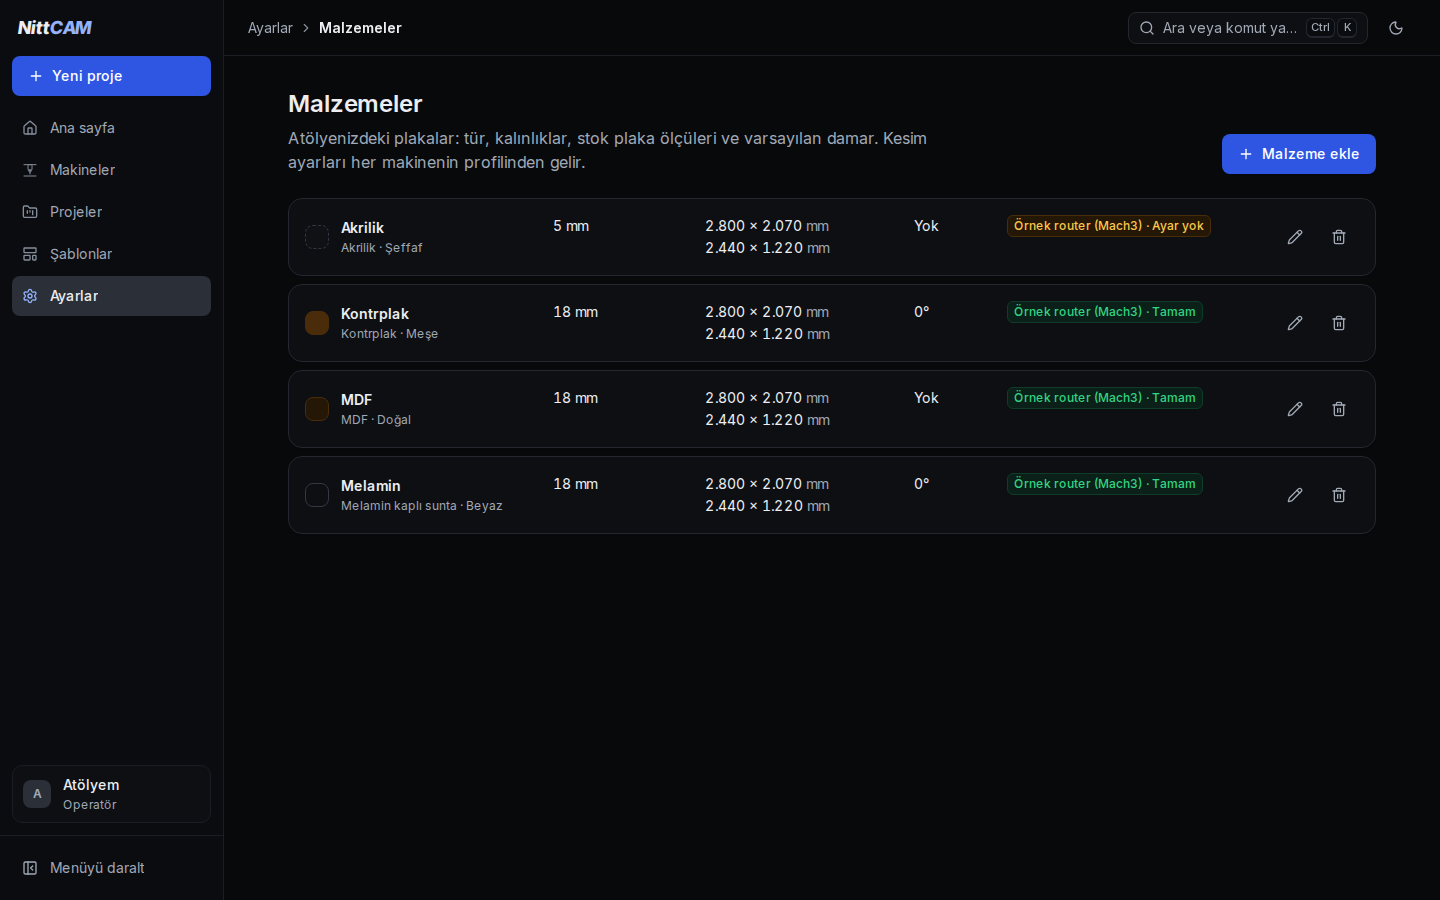 NittCAM
Yeni proje
Ana sayfa
Makineler
Projeler
Şablonlar
Ayarlar
A
Atölyem
Operatör
Menüyü daralt
Ayarlar > Malzemeler
Ara veya komut ya... Ctrl K
Malzemeler
Atölyenizdeki plakalar: tür, kalınlıklar, stok plaka ölçüleri ve varsayılan damar. Kesim
ayarları her makinenin profilinden gelir.
Malzeme ekle
Akrilik
Akrilik · Şeffaf
5 mm
2.800 × 2.070 mm
2.440 × 1.220 mm
Yok
Örnek router (Mach3) · Ayar yok
Kontrplak
Kontrplak · Meşe
18 mm
2.800 × 2.070 mm
2.440 × 1.220 mm
0°
Örnek router (Mach3) · Tamam
MDF
MDF · Doğal
18 mm
2.800 × 2.070 mm
2.440 × 1.220 mm
Yok
Örnek router (Mach3) · Tamam
Melamin
Melamin kaplı sunta · Beyaz
18 mm
2.800 × 2.070 mm
2.440 × 1.220 mm
0°
Örnek router (Mach3) · Tamam